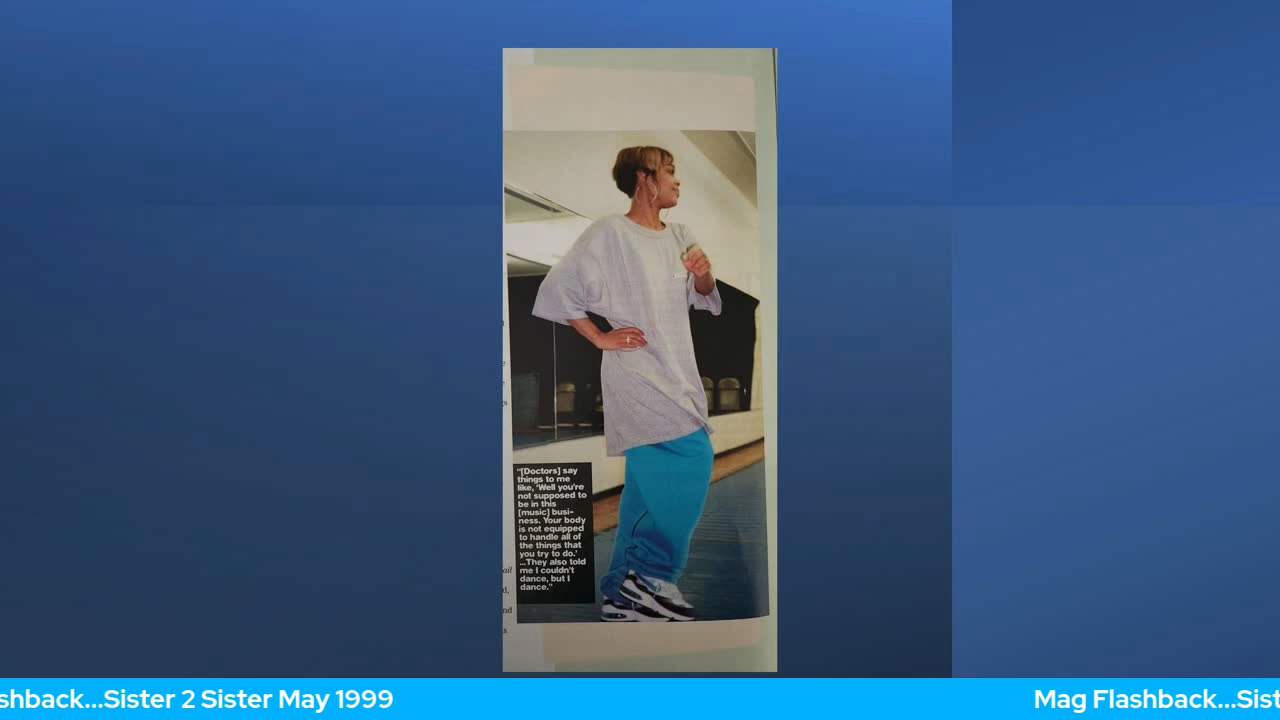 "[Doctors] say
things to me
like, 'Well you're
not supposed to
be in this
[music] busi-
ness. Your body
is not equipped
to handle all of
the things that
you try to do.'
...They also told
me I couldn't
dance, but I
dance."
ail
d,
nd
s
shback...Sister 2 Sister May 1999
Mag Flashback...Sist